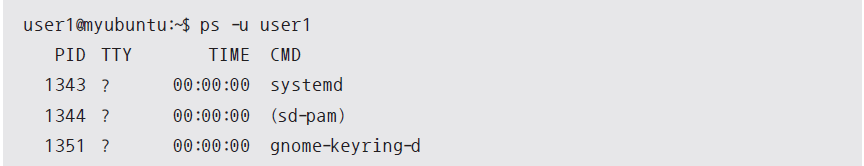 user1@myubuntu:~$ ps -u user1
PID TTY TIME CMD
1343 ? 00:00:00 systemd
1344 ? 00:00:00 (sd-pam)
1351 ? 00:00:00 gnome-keyring-d